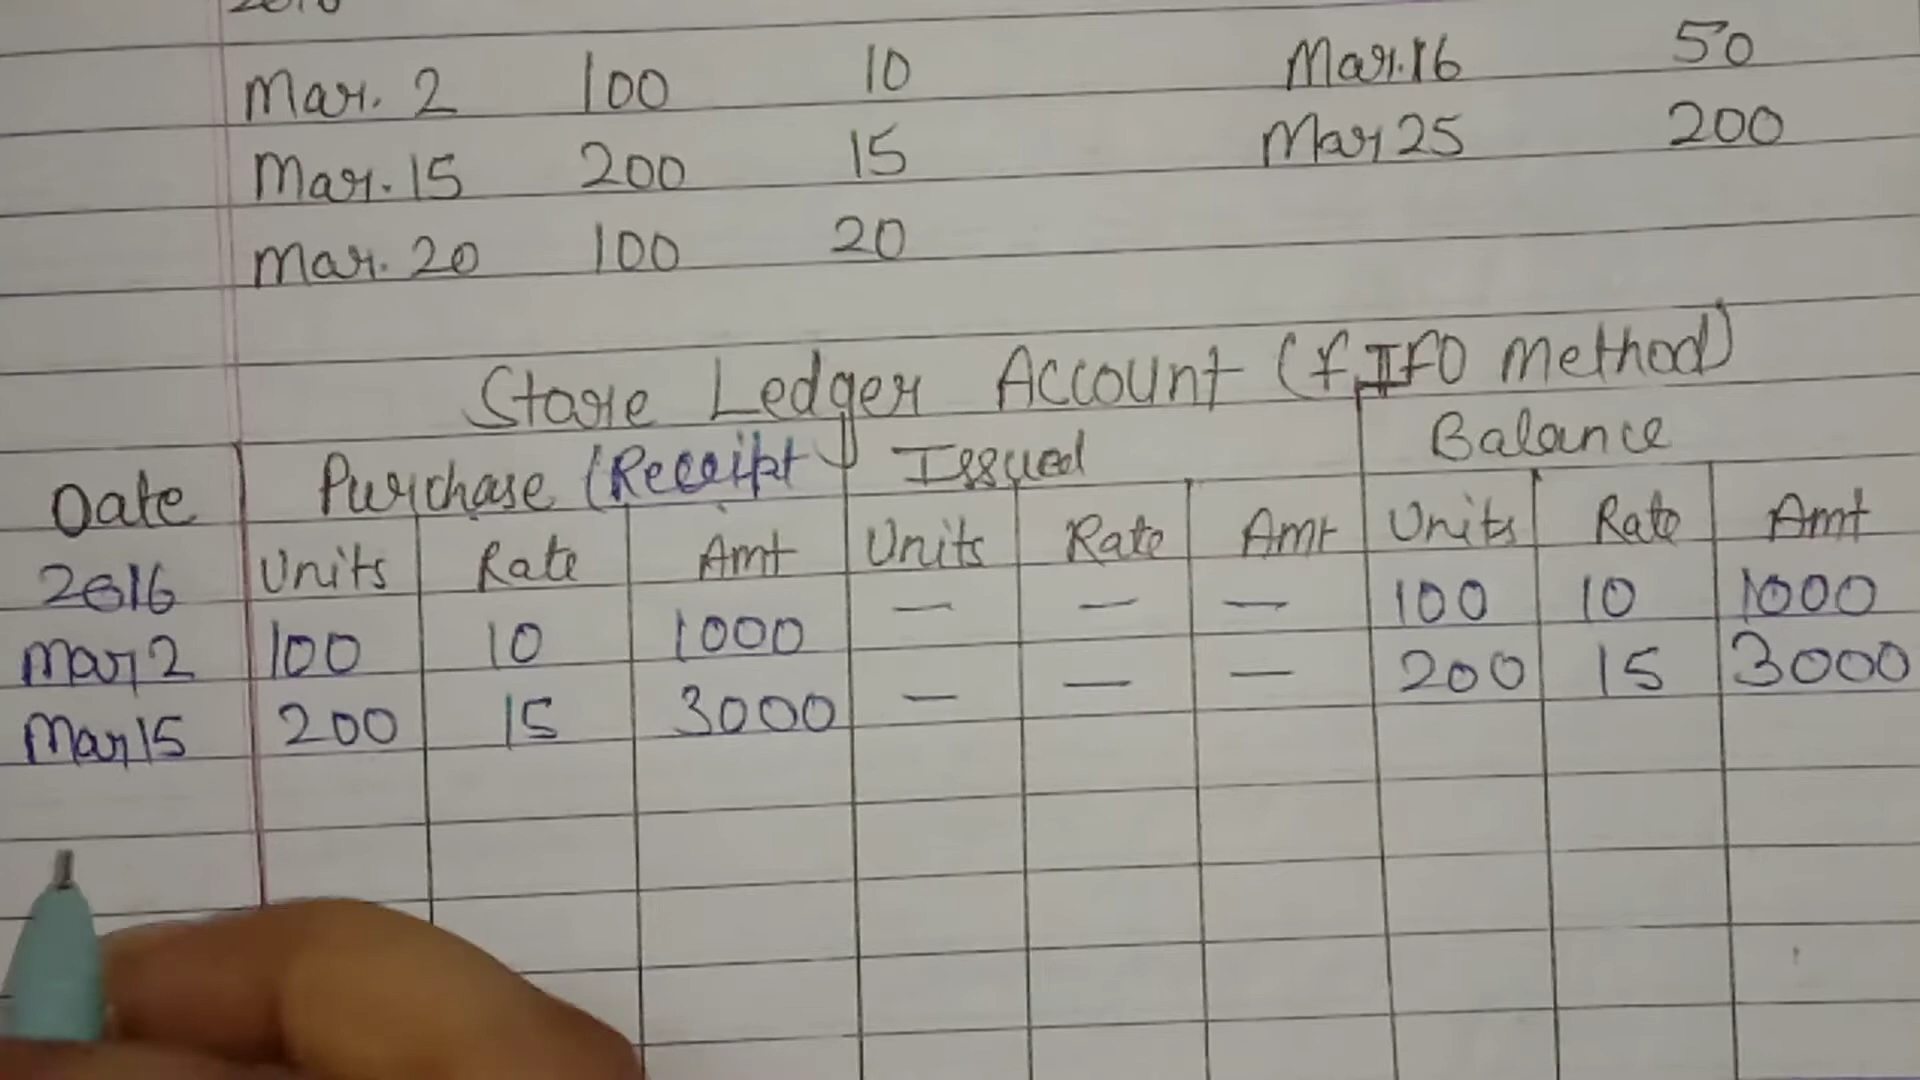 Mar. 2 100 10 Mar. 16 50
Mar. 15 200 15 Mar 25 200
Mar. 20 100 20
Store Ledger Account (FIFO Method)
Date Purchase (Receipt) Issued Balance
2016 Units Rate Amt Units Rate Amt Units Rate Amt
Mar 2 100 10 1000 — — — 100 10 1000
Mar 15 200 15 3000 — — — 200 15 3000